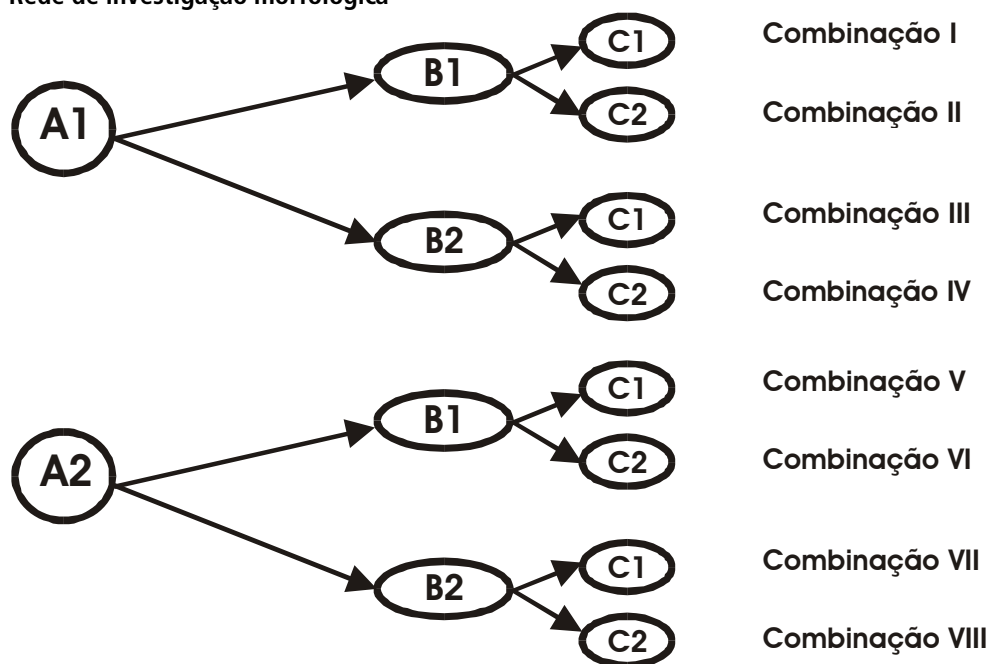 Rede de investigação morfológica
C1 Combinação I
B1
A1 C2 Combinação II
C1 Combinação III
B2
C2 Combinação IV
C1 Combinação V
B1
A2 C2 Combinação VI
C1 Combinação VII
B2
C2 Combinação VIII